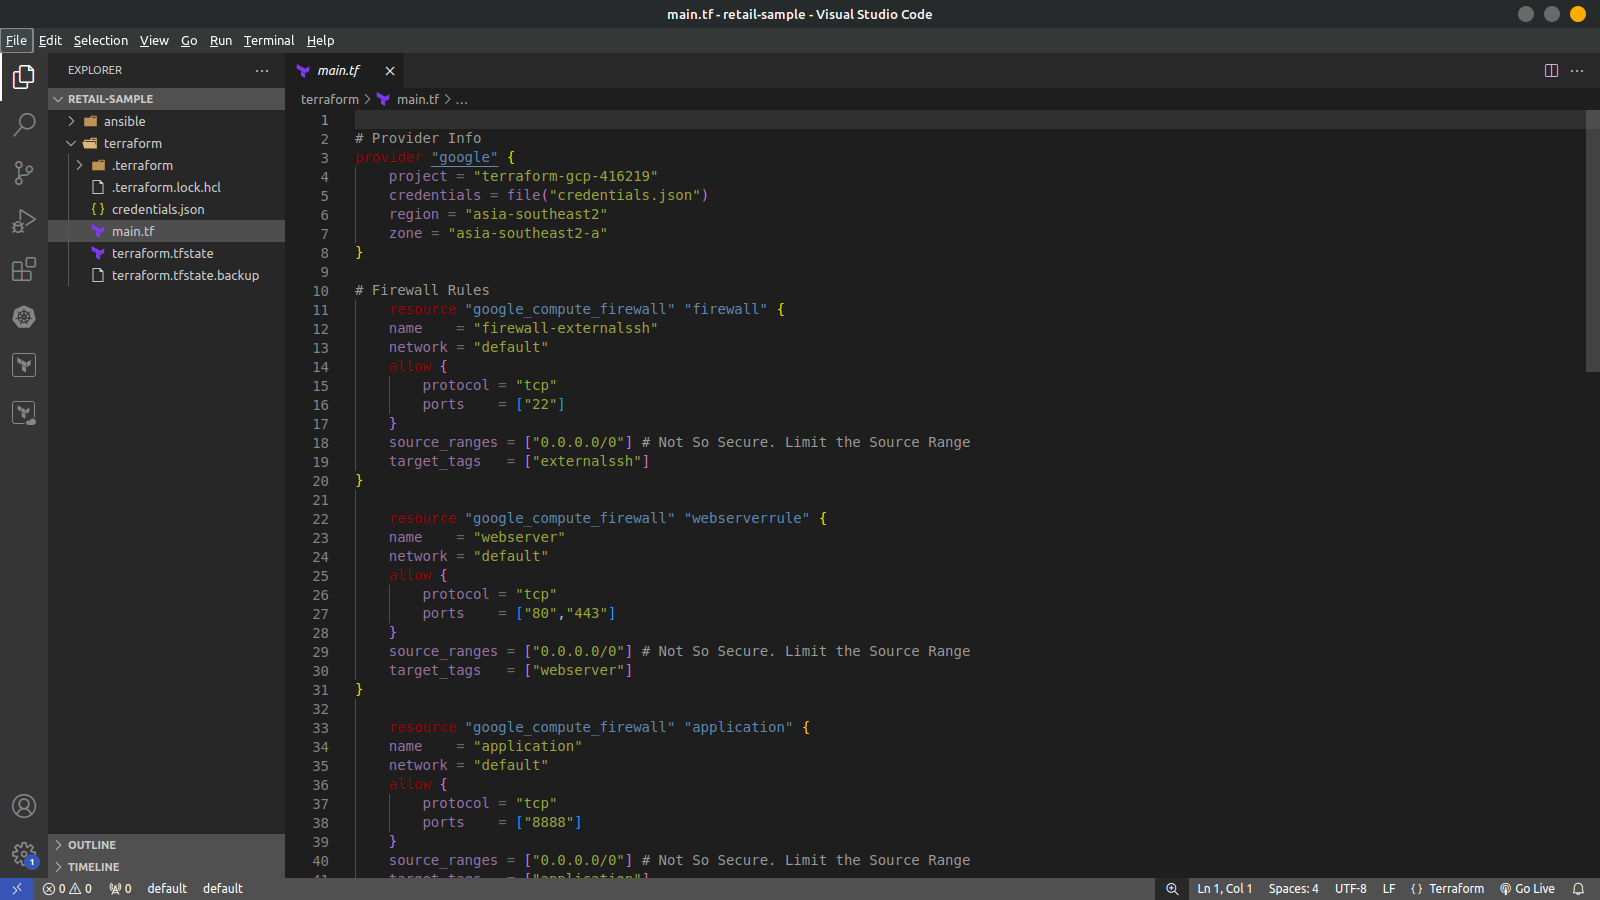 main.tf - retail-sample - Visual Studio Code
File Edit Selection View Go Run Terminal Help
EXPLORER
RETAIL-SAMPLE
ansible
terraform
.terraform
.terraform.lock.hcl
credentials.json
main.tf
terraform.tfstate
terraform.tfstate.backup
OUTLINE
TIMELINE
main.tf
terraform > main.tf > ...
1
2 # Provider Info
3 provider "google" {
4 project = "terraform-gcp-416219"
5 credentials = file("credentials.json")
6 region = "asia-southeast2"
7 zone = "asia-southeast2-a"
8 }
9
10 # Firewall Rules
11 resource "google_compute_firewall" "firewall" {
12 name = "firewall-externalssh"
13 network = "default"
14 allow {
15 protocol = "tcp"
16 ports = ["22"]
17 }
18 source_ranges = ["0.0.0.0/0"] # Not So Secure. Limit the Source Range
19 target_tags = ["externalssh"]
20 }
21
22 resource "google_compute_firewall" "webserverrule" {
23 name = "webserver"
24 network = "default"
25 allow {
26 protocol = "tcp"
27 ports = ["80","443"]
28 }
29 source_ranges = ["0.0.0.0/0"] # Not So Secure. Limit the Source Range
30 target_tags = ["webserver"]
31 }
32
33 resource "google_compute_firewall" "application" {
34 name = "application"
35 network = "default"
36 allow {
37 protocol = "tcp"
38 ports = ["8888"]
39 }
40 source_ranges = ["0.0.0.0/0"] # Not So Secure. Limit the Source Range
41 target_tags = ["application"]
1
0 0 0 default default
Ln 1, Col 1 Spaces: 4 UTF-8 LF {} Terraform Go Live